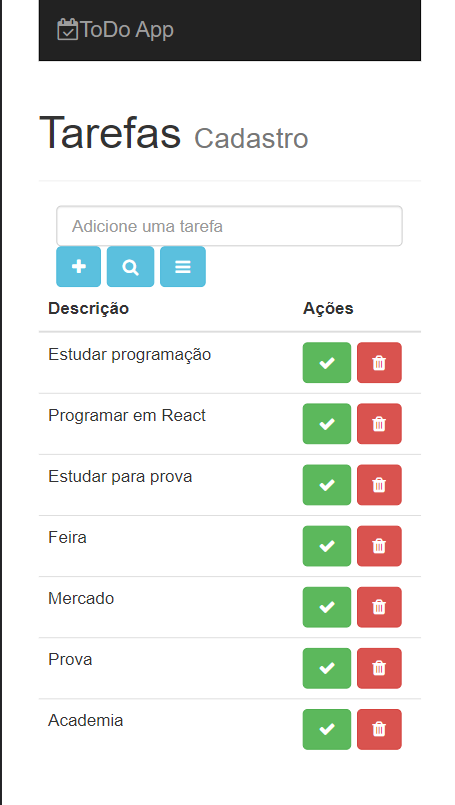 ToDo App
Tarefas Cadastro
Adicione uma tarefa
Descrição Ações
Estudar programação
Programar em React
Estudar para prova
Feira
Mercado
Prova
Academia